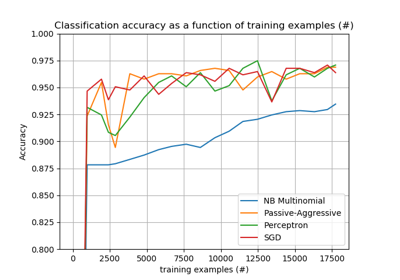 Classification accuracy as a function of training examples (#)
1.000
0.975
0.950
0.925
0.900
0.875
0.850
0.825
0.800
Accuracy
NB Multinomial
Passive-Aggressive
Perceptron
SGD
0 2500 5000 7500 10000 12500 15000 17500
training examples (#)